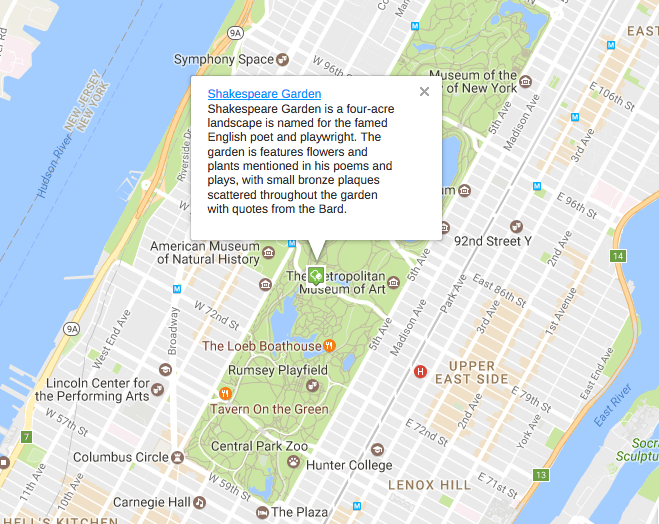 Symphony Space
9A
W 96th St
EAST
Museum of the
y of New York
E 106th St
5th Ave
Madison Ave
3rd Ave
NEW JERSEY
NEW YORK
Hudson River
Riverside Dr
Shakespeare Garden
Shakespeare Garden is a four-acre
landscape is named for the famed
English poet and playwright. The
garden is features flowers and
plants mentioned in his poems and
plays, with small bronze plaques
scattered throughout the garden
with quotes from the Bard.
um
E 96th St
92nd Street Y
2nd Ave
American Museum
of Natural History
5th Ave
14
The Metropolitan
Museum of Art
Park Ave
E 86th St
3rd Ave
1st Avenue
W 72nd St
9A
West End Ave
Broadway
Madison Ave
5th Ave
The Loeb Boathouse
Rumsey Playfield
H
UPPER
EAST SIDE
East End Ave
Lincoln Center for
the Performing Arts
Tavern On the Green
E 79th St
2nd Ave
East River
W 57th St
7
Columbus Circle
Central Park Zoo
Hunter College
E 72nd St
York Ave
Socr
Sculptu
13
E 71st St
LENOX HILL
W 59th St
11th Ave
10th Ave
Carnegie Hall
The Plaza
HELL'S KITCHEN